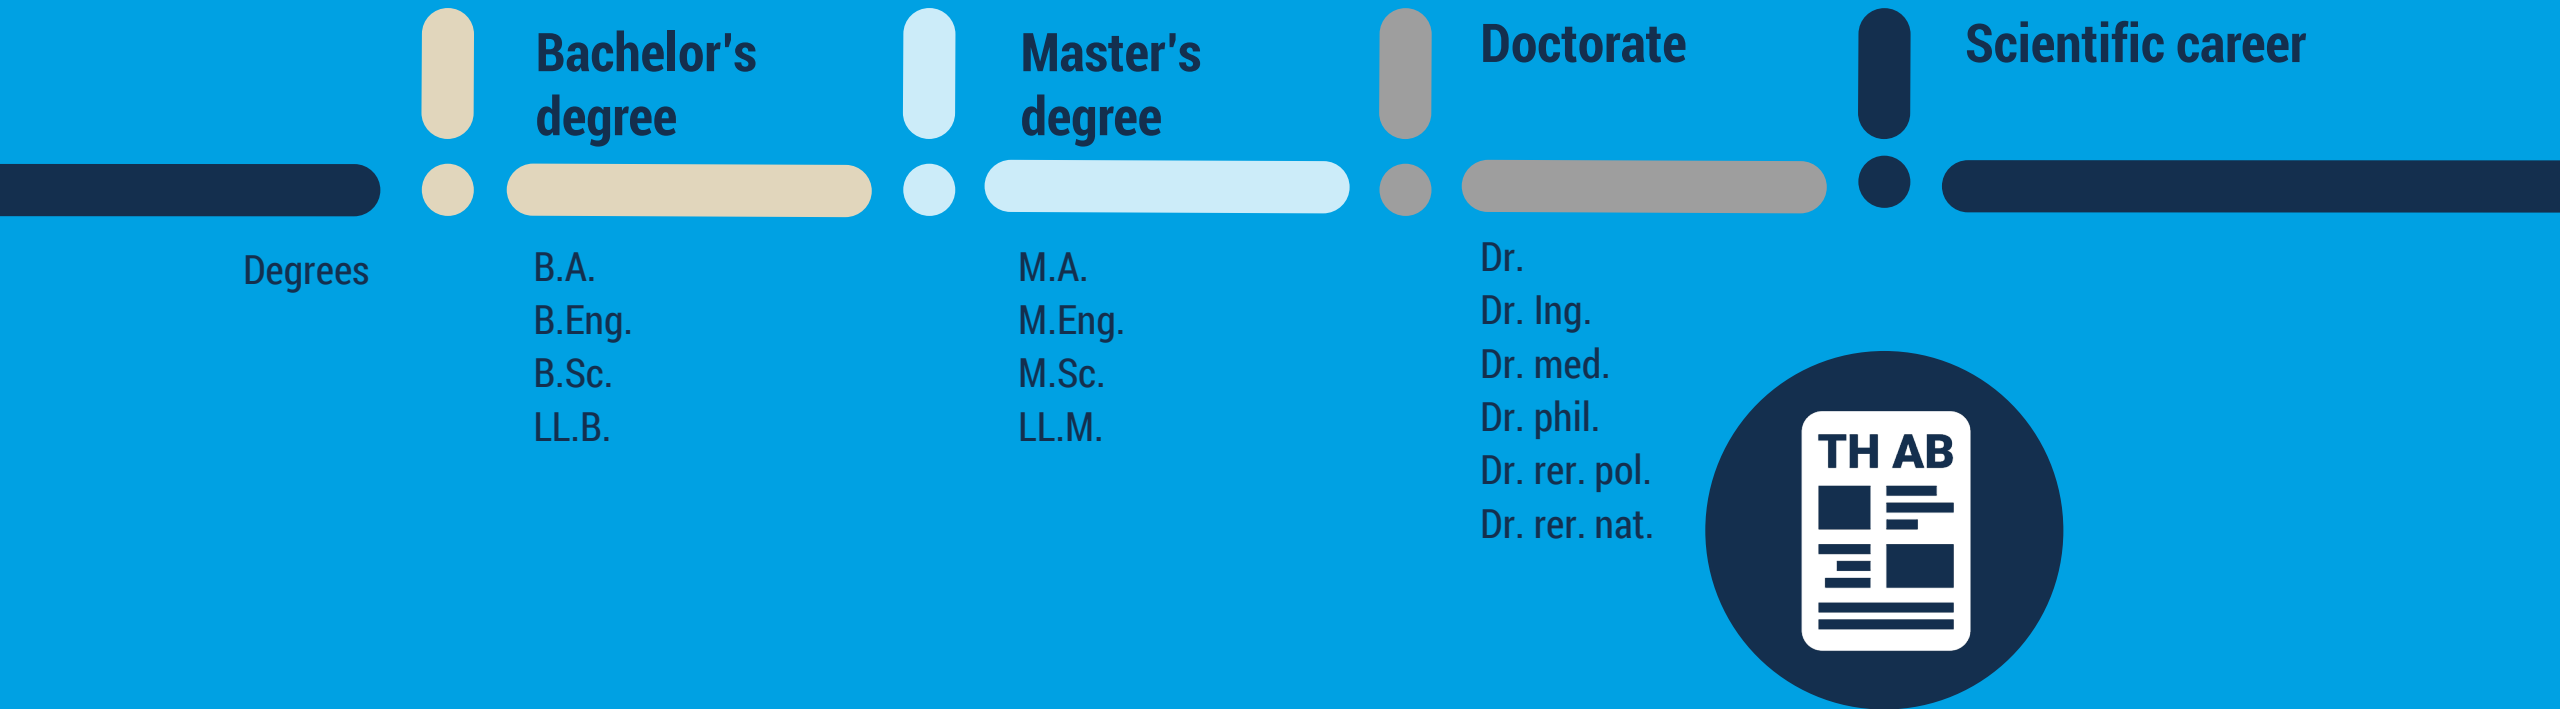 Bachelor's
degree
Master's
degree
Doctorate
Scientific career
Degrees
B.A.
B.Eng.
B.Sc.
LL.B.
M.A.
M.Eng.
M.Sc.
LL.M.
Dr.
Dr. Ing.
Dr. med.
Dr. phil.
Dr. rer. pol.
Dr. rer. nat.
TH AB